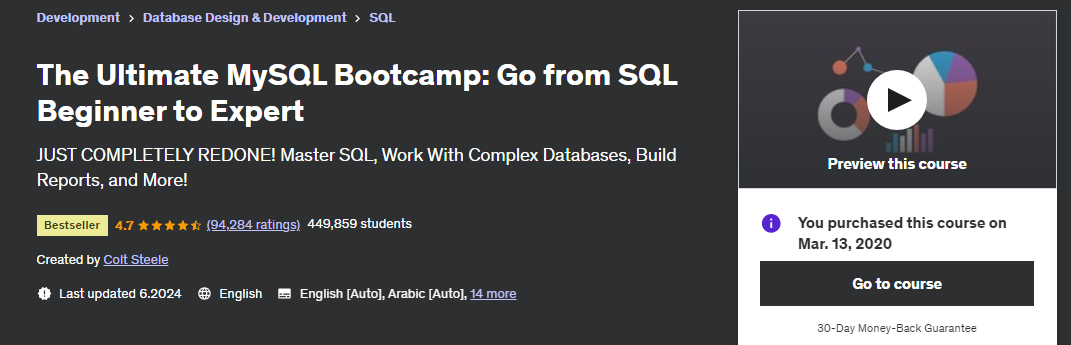 Development > Database Design & Development > SQL
The Ultimate MySQL Bootcamp: Go from SQL
Beginner to Expert
JUST COMPLETELY REDONE! Master SQL, Work With Complex Databases, Build
Reports, and More!
Bestseller 4.7 (94,284 ratings) 449,859 students
Created by Colt Steele
Last updated 6.2024 English English [Auto], Arabic [Auto], 14 more
Preview this course
You purchased this course on
Mar. 13, 2020
Go to course
30-Day Money-Back Guarantee